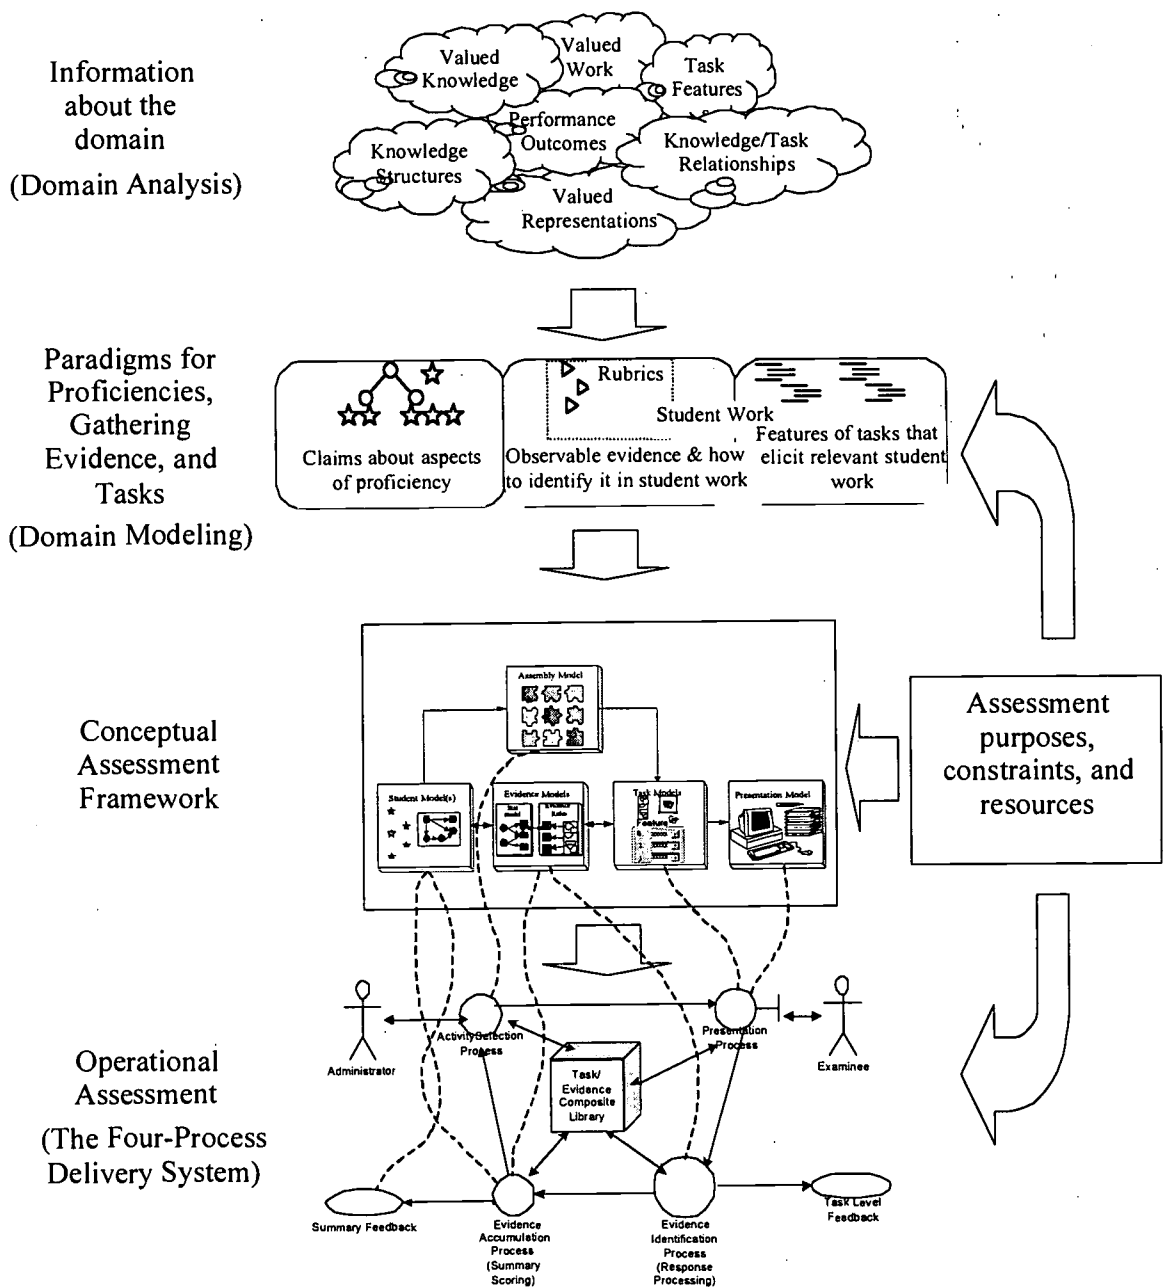 Information
about the
domain
(Domain Analysis)
Valued
Knowledge
Valued
Work
Task
Features
Performance
Outcomes
Knowledge
Structures
Knowledge/Task
Relationships
Valued
Representations
Paradigms for
Proficiencies,
Gathering
Evidence, and
Tasks
(Domain Modeling)
Claims about aspects
of proficiency
Rubrics
Student Work
Observable evidence & how
to identify it in student work
Features of tasks that
elicit relevant student
work
Conceptual
Assessment
Framework
Assembly Model
Student Model(s)
Evidence Models
Task Models
Feature
Presentation Model
Assessment
purposes,
constraints, and
resources
Operational
Assessment
(The Four-Process
Delivery System)
Administrator
ActivitySelection
Process
Presentation
Process
Examinee
Task/
Evidence
Composite
Library
Summary Feedback
Evidence
Accumulation
Process
(Summary
Scoring)
Evidence
Identification
Process
(Response
Processing)
Task Level
Feedback